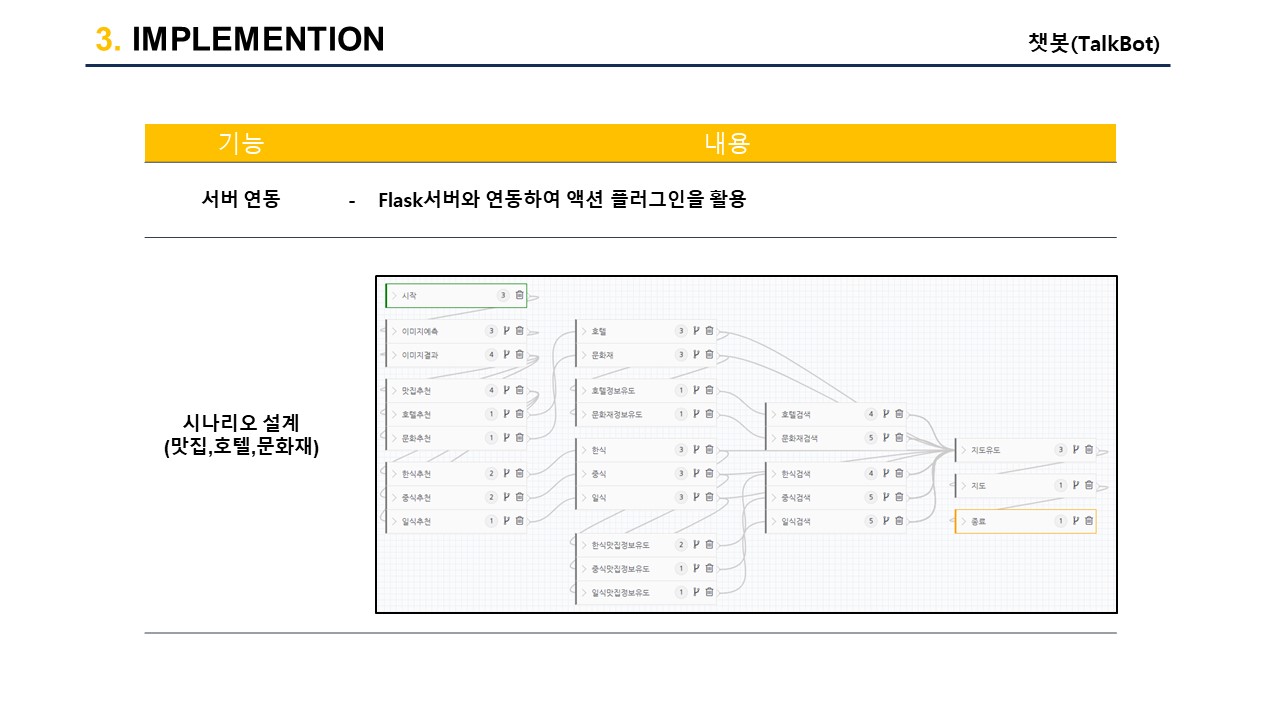 3. IMPLEMENTION
챗봇(TalkBot)
기능 내용
서버 연동 - Flask서버와 연동하여 액션 플러그인을 활용
시나리오 설계
(맛집,호텔,문화재)
시작 3
이미지예측 3
이미지결과 4
맛집추천 4
호텔추천 1
문화추천 1
한식추천 2
중식추천 2
일식추천 1
호텔 3
문화재 3
호텔정보유도 1
문화재정보유도 1
한식 3
중식 3
일식 3
한식맛집정보유도 2
중식맛집정보유도 1
일식맛집정보유도 1
호텔검색 4
문화재검색 5
한식검색 4
중식검색 5
일식검색 5
지도유도 3
지도 1
종료 1